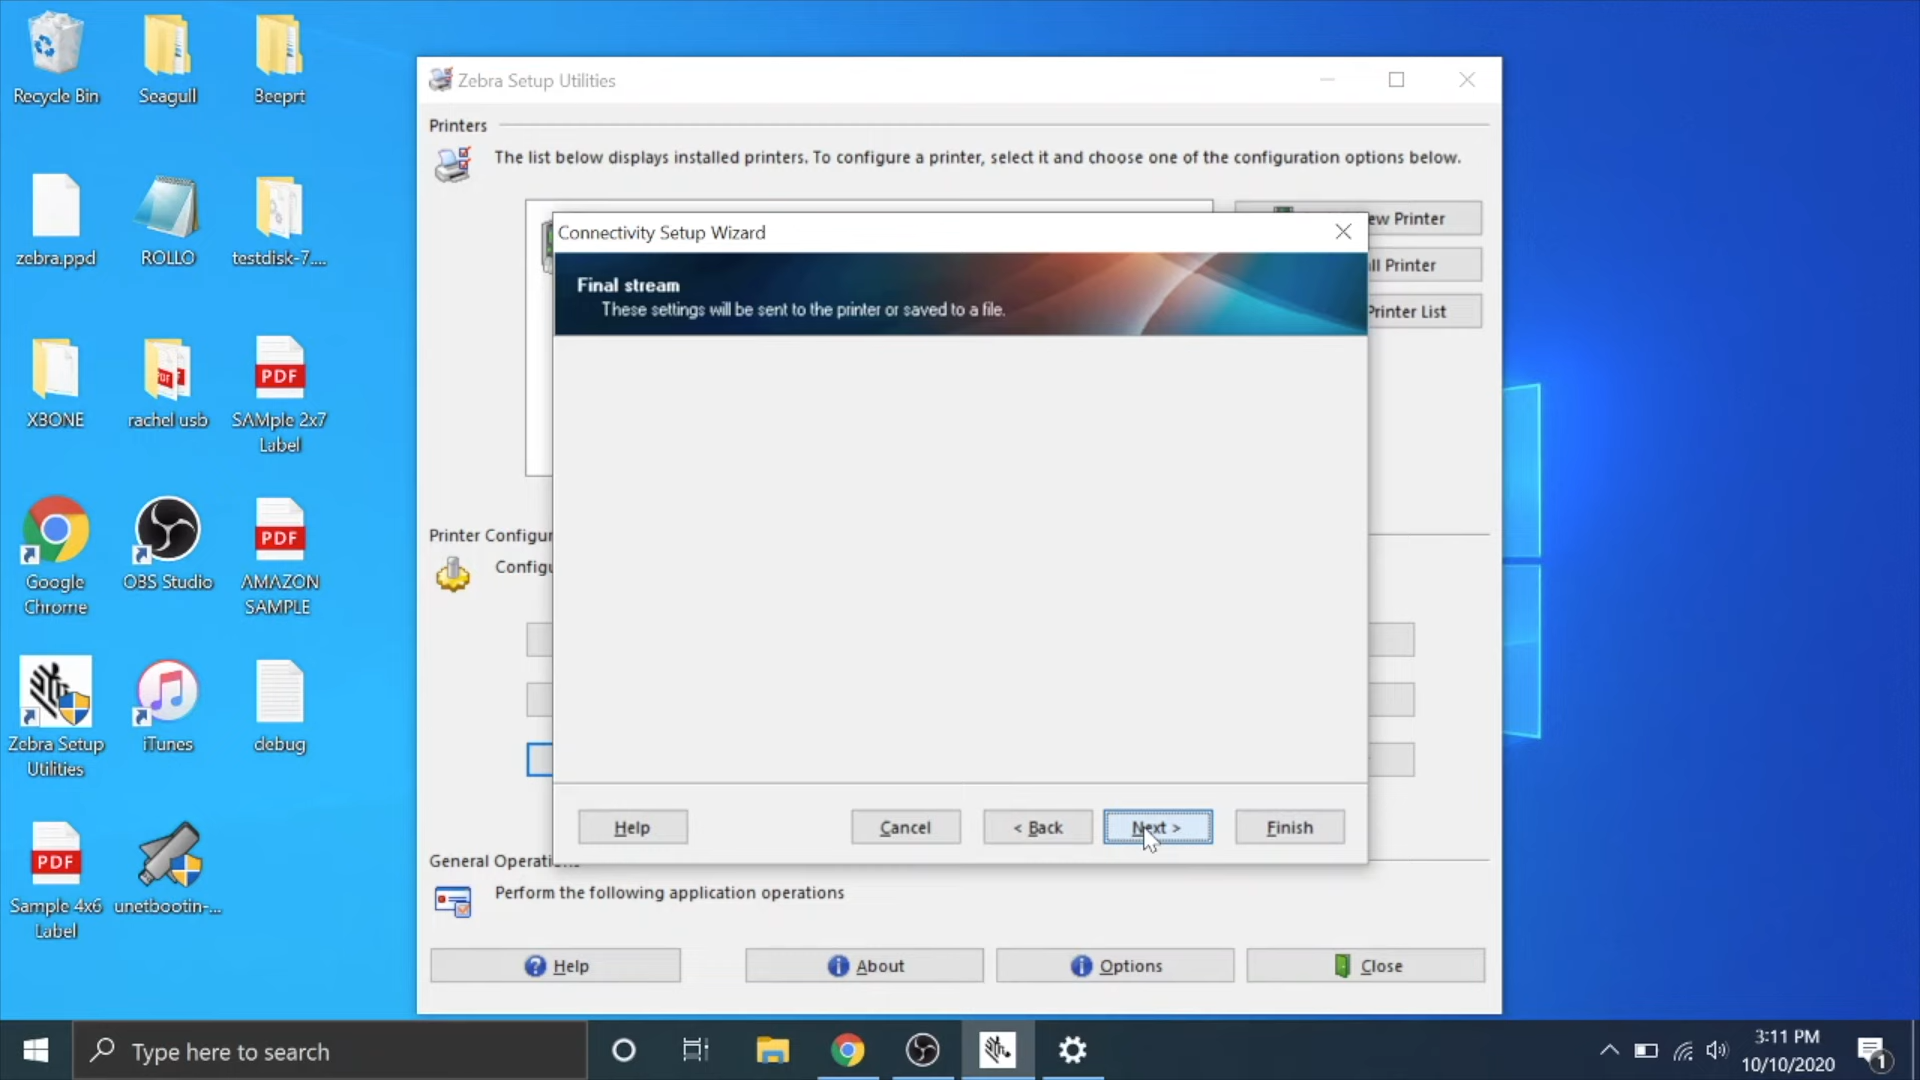 Recycle Bin
Seagull
Beeprt
zebra.ppd
ROLLO
testdisk-7....
XBONE
rachel usb
SAMple 2x7
Label
Google
Chrome
OBS Studio
AMAZON
SAMPLE
Zebra Setup
Utilities
iTunes
debug
Sample 4x6
Label
unetbootin-...
PDF
PDF
PDF
PDF
Zebra Setup Utilities
Printers
The list below displays installed printers. To configure a printer, select it and choose one of the configuration options below.
ew Printer
ll Printer
Printer List
Connectivity Setup Wizard
Final stream
These settings will be sent to the printer or saved to a file.
Help
Cancel
< Back
Next >
Finish
Printer Configur
Configu
General Operati
Perform the following application operations
Help
About
Options
Close
Type here to search
3:11 PM
10/10/2020
1